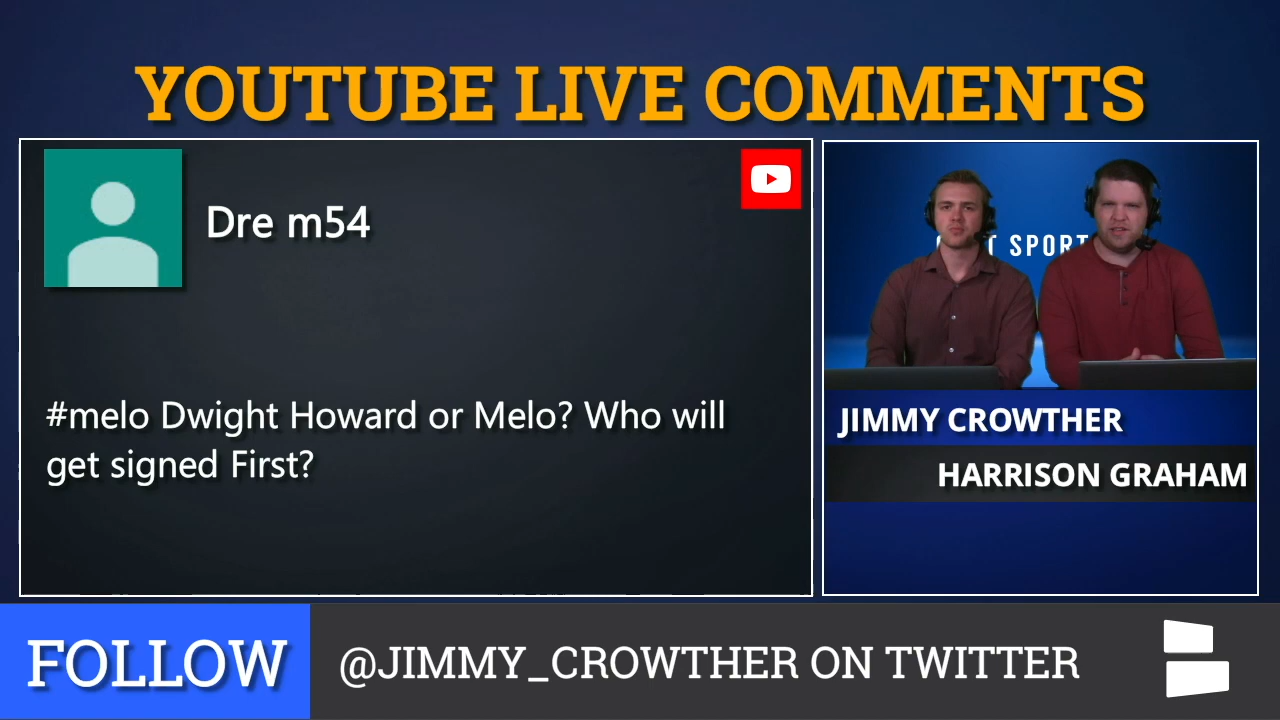 YOUTUBE LIVE COMMENTS
Dre m54
#melo Dwight Howard or Melo? Who will
get signed First?
SPORT
JIMMY CROWTHER
HARRISON GRAHAM
FOLLOW
@JIMMY_CROWTHER ON TWITTER